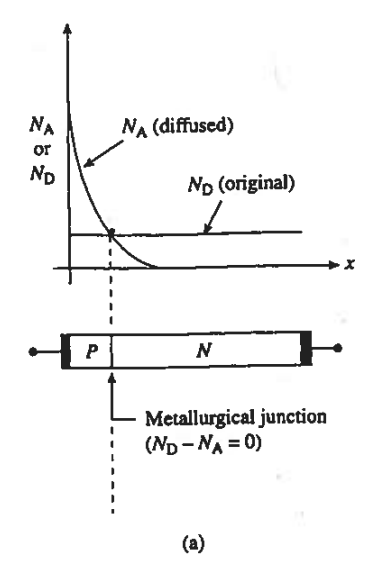 N_A
or
N_D
N_A (diffused)
N_D (original)
x
P
N
Metallurgical junction
(N_D – N_A = 0)
(a)